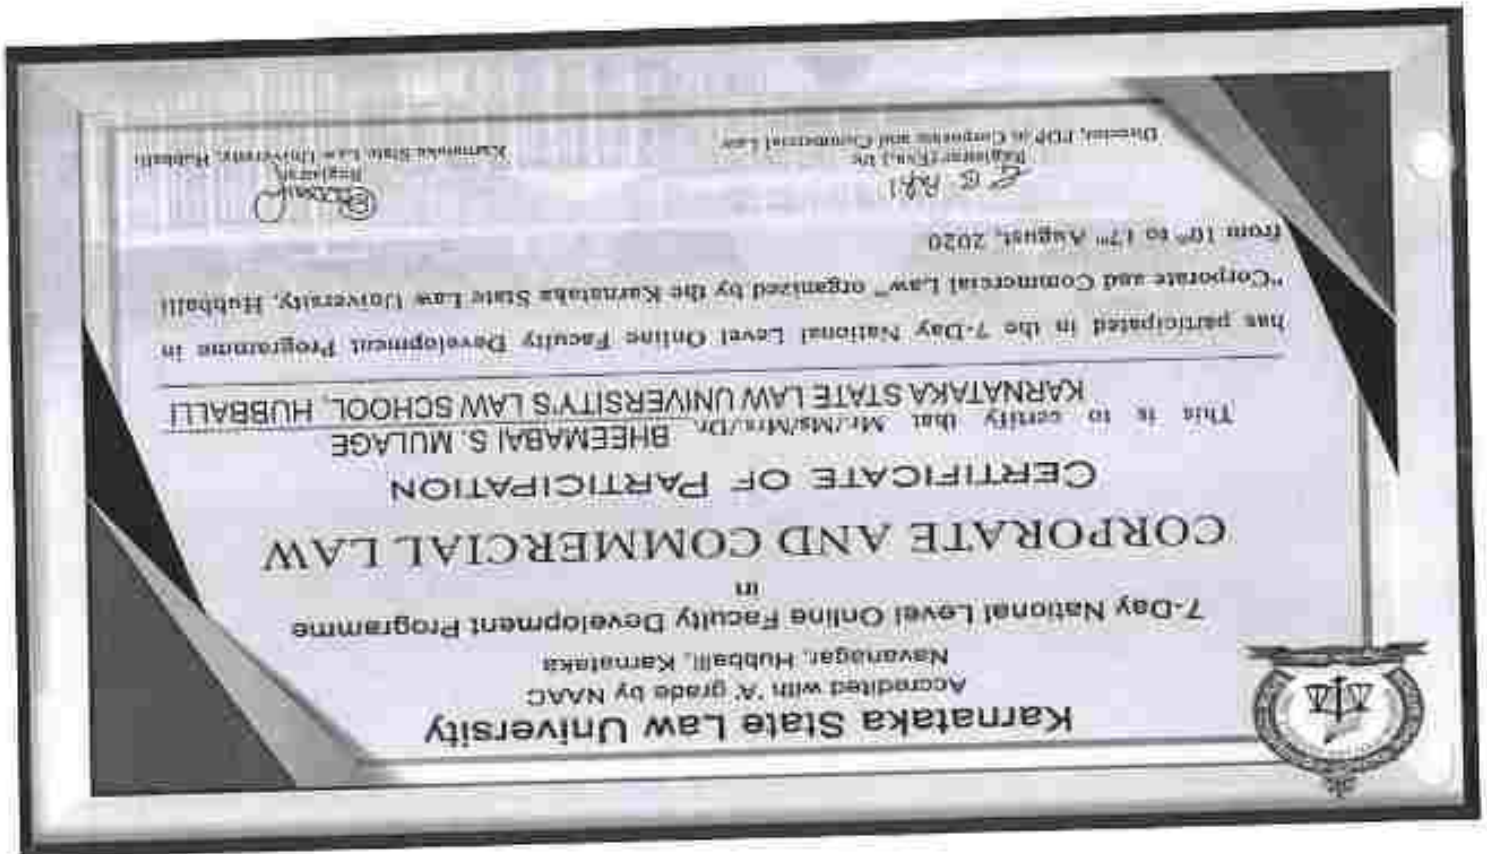 Karnataka State Law University
Accredited with 'A' grade by NAAC
Navanagar, Hubballi, Karnataka
7-Day National Level Online Faculty Development Programme
in
CORPORATE AND COMMERCIAL LAW
CERTIFICATE OF PARTICIPATION
This is to certify that Mr./Ms/Mrs/Dr. BHEEMABAI S. MULAGE
KARNATAKA STATE LAW UNIVERSITY'S LAW SCHOOL, HUBBALLI
has participated in the 7-Day National Level Online Faculty Development Programme in
"Corporate and Commercial Law" organized by the Karnataka State Law University, Hubballi
from 10th to 17th August, 2020
Registrar(Eva.)
Director, FDP in Corporate and Commercial Law
Registrar
Karnataka State Law University, Hubballi